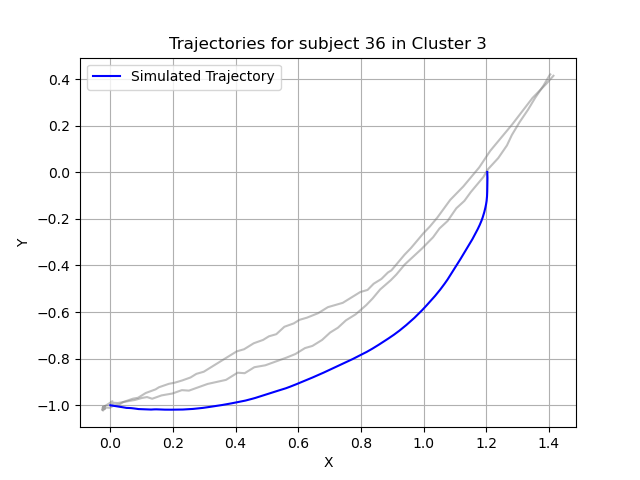 Trajectories for subject 36 in Cluster 3
Simulated Trajectory
Y
0.4
0.2
0.0
−0.2
−0.4
−0.6
−0.8
−1.0
0.0 0.2 0.4 0.6 0.8 1.0 1.2 1.4
X